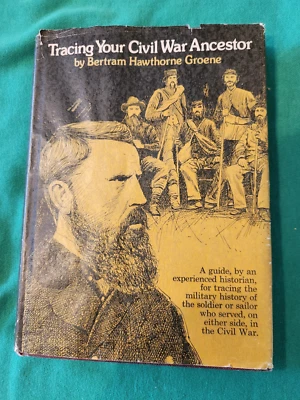 Tracing Your Civil War Ancestor
by Bertram Hawthorne Groene
A guide, by an
experienced historian,
for tracing the
military history of
the soldier or sailor
who served, on
either side, in
the Civil War.